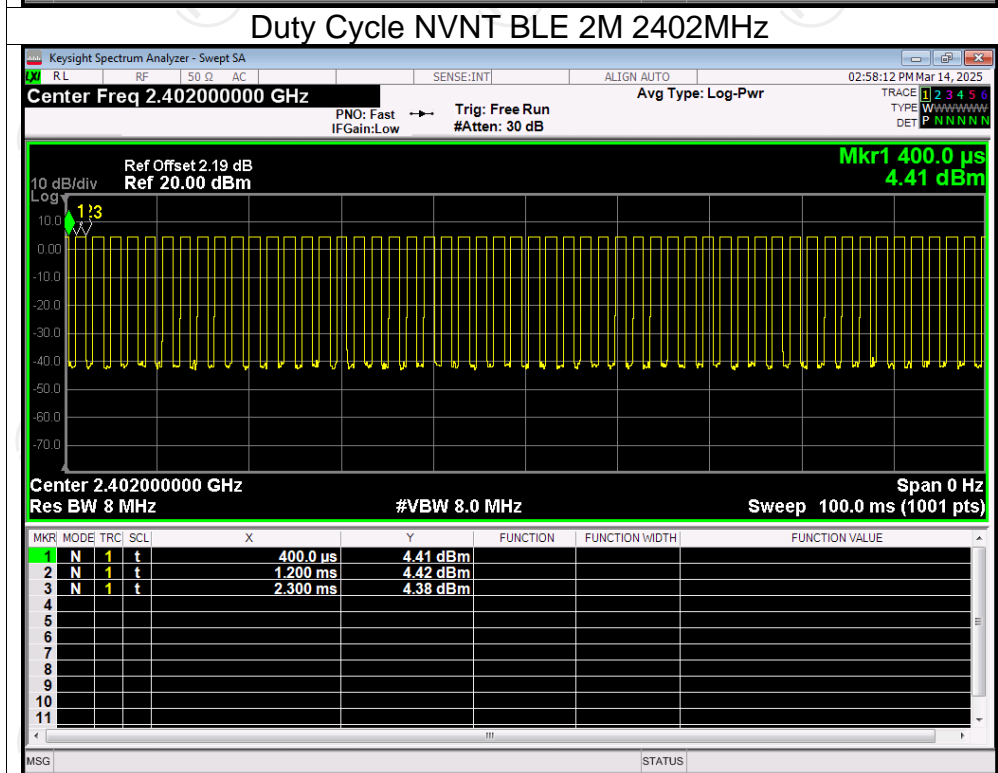 Duty Cycle NVNT BLE 2M 2402MHz
Keysight Spectrum Analyzer - Swept SA
LXI RL RF 50 Ω AC SENSE:INT ALIGN AUTO 02:58:12 PM Mar 14, 2025
Center Freq 2.402000000 GHz Avg Type: Log-Pwr TRACE 1 2 3 4 5 6
PNO: Fast Trig: Free Run TYPE WWWWWW
IFGain:Low #Atten: 30 dB DET P N N N N N
Mkr1 400.0 µs
Ref Offset 2.19 dB
10 dB/div Ref 20.00 dBm 4.41 dBm
Log
1 2 3
10.0
0.00
-10.0
-20.0
-30.0
-40.0
-50.0
-60.0
-70.0
Center 2.402000000 GHz Span 0 Hz
Res BW 8 MHz #VBW 8.0 MHz Sweep 100.0 ms (1001 pts)
MKR MODE TRC SCL X Y FUNCTION FUNCTION WIDTH FUNCTION VALUE
1 N 1 t 400.0 µs 4.41 dBm
2 N 1 t 1.200 ms 4.42 dBm
3 N 1 t 2.300 ms 4.38 dBm
4
5
6
7
8
9
10
11
MSG STATUS